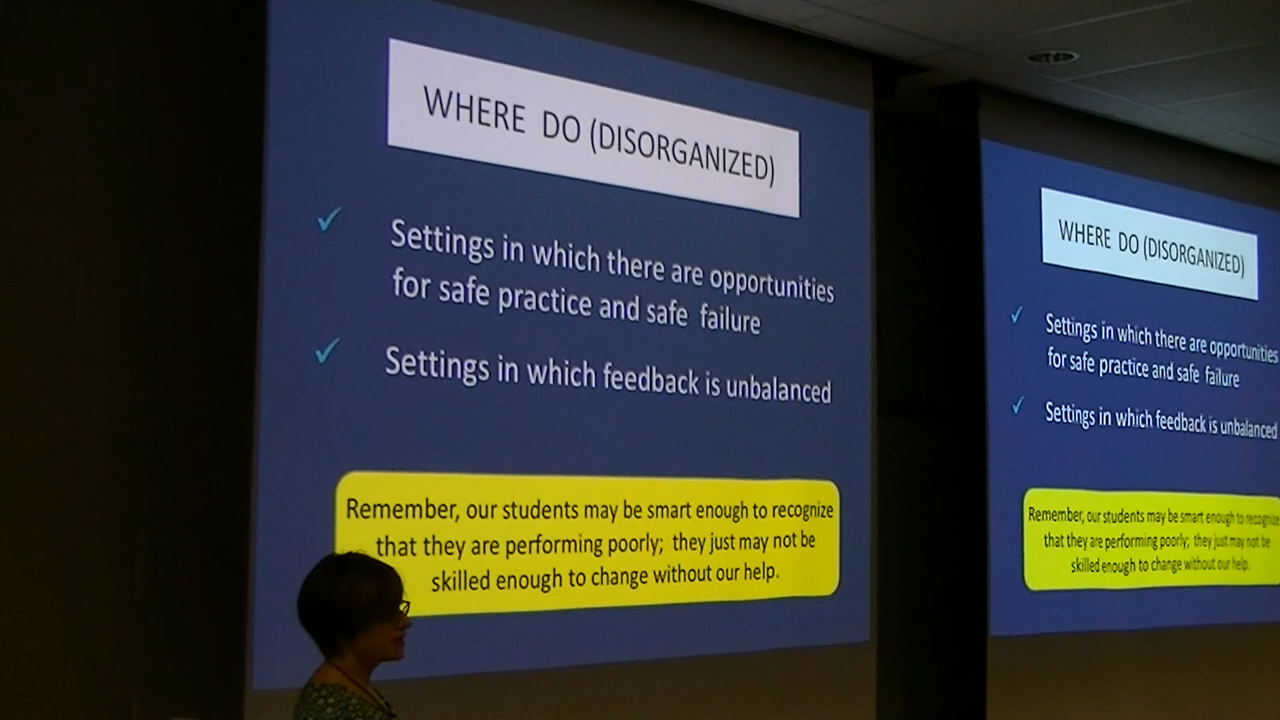 WHERE DO (DISORGANIZED)
✓ Settings in which there are opportunities
for safe practice and safe failure
✓ Settings in which feedback is unbalanced
Remember, our students may be smart enough to recognize
that they are performing poorly; they just may not be
skilled enough to change without our help.
WHERE DO (DISORGANIZED)
✓ Settings in which there are opportunities
for safe practice and safe failure
✓ Settings in which feedback is unbalanced
Remember, our students may be smart enough to recognize
that they are performing poorly; they just may not be
skilled enough to change without our help.